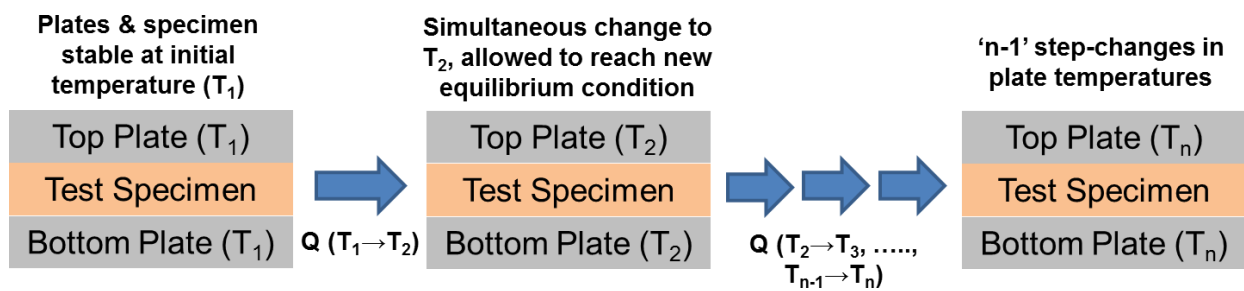 Plates & specimen
stable at initial
temperature (T₁)
Top Plate (T₁)
Test Specimen
Bottom Plate (T₁)
Q (T₁→T₂)
Simultaneous change to
T₂, allowed to reach new
equilibrium condition
Top Plate (T₂)
Test Specimen
Bottom Plate (T₂)
Q (T₂→T₃, .....,
Tₙ₋₁→Tₙ)
‘n-1’ step-changes in
plate temperatures
Top Plate (Tₙ)
Test Specimen
Bottom Plate (Tₙ)